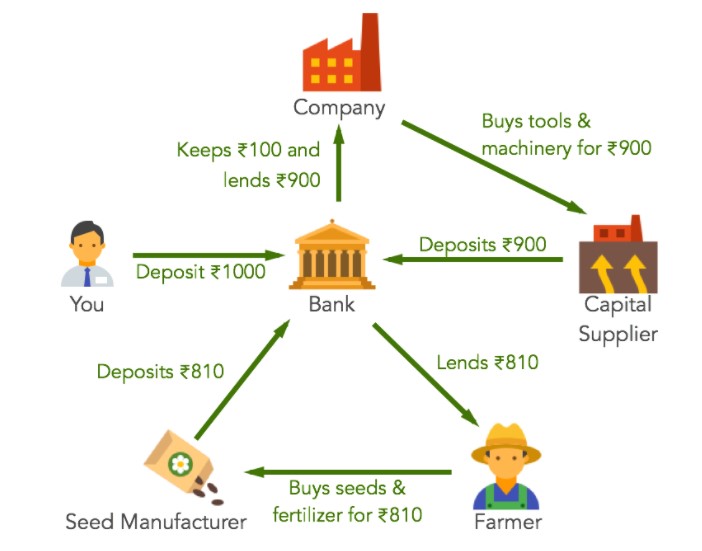 Company
Keeps ₹100 and
lends ₹900
Buys tools &
machinery for ₹900
You
Deposit ₹1000
Bank
Deposits ₹900
Capital
Supplier
Deposits ₹810
Lends ₹810
Seed Manufacturer
Buys seeds &
fertilizer for ₹810
Farmer